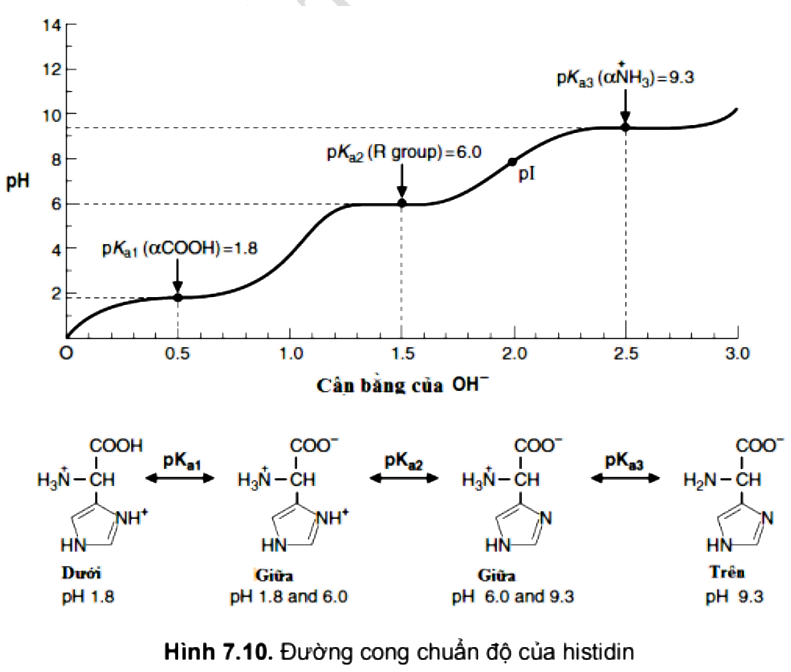 14
12
10
8
6
4
2
pH
pKa3 (αN⁺H3)=9.3
pKa2 (R group)=6.0
pI
pKa1 (αCOOH)=1.8
O 0.5 1.0 1.5 2.0 2.5 3.0
Cân bằng của OH⁻
COOH COO⁻ COO⁻ COO⁻
pKa1 pKa2 pKa3
H3N⁺–CH H3N⁺–CH H3N⁺–CH H2N–CH
NH⁺ NH⁺ N N
HN HN HN HN
Dưới Giữa Giữa Trên
pH 1.8 pH 1.8 and 6.0 pH 6.0 and 9.3 pH 9.3
Hình 7.10. Đường cong chuẩn độ của histidin